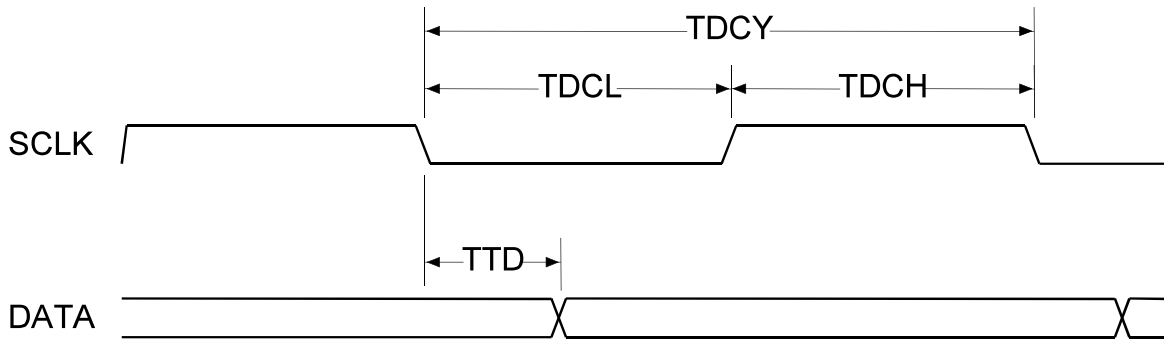 TDCY
TDCL TDCH
SCLK
TTD
DATA